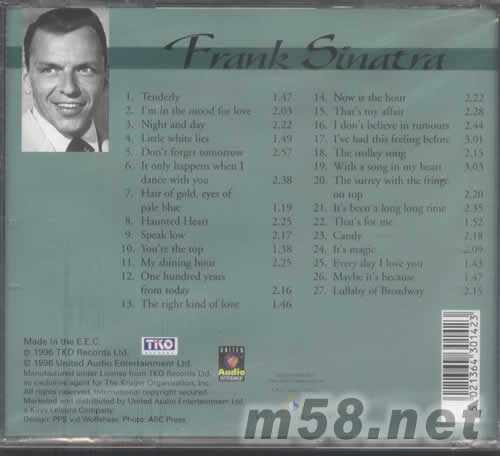 Frank Sinatra
1. Tenderly 1.47
2. I'm in the mood for love 2.03
3. Night and day 2.22
4. Little white lies 1.49
5. Don't forget tomorrow 2.57
6. It only happens when I
dance with you 2.38
7. Hair of gold, eyes of
pale blue 1.19
8. Haunted Heart 2.25
9. Speak low 2.17
10. You're the top 1.38
11. My shining hour 2.25
12. One hundred years
from today 2.16
13. The right kind of love 1.46
14. Now is the hour 2.22
15. That's my affair 2.28
16. I don't believe in rumours 2.44
17. I've had this feeling before 3.01
18. The trolley song 2.15
19. With a song in my heart 3.03
20. The surrey with the fringe
on top 2.20
21. It's been a long long time 2.35
22. That's for me 1.52
23. Candy 2.18
24. It's magic 2.09
25. Every day I love you 1.43
26. Maybe it's because 1.47
27. Lullaby of Broadway 2.15
Made in the E.E.C.
℗ 1996 TKO Records Ltd.
© 1996 United Audio Entertainment Ltd.
Manufactured under License from TKO Records Ltd.
as exclusive agent for The Kruger Organisation, Inc.
All rights reserved, International copyright secured
Marketed and distributed by United Audio Entertainment Ltd.
a Kays Leisure Company.
Design: PPS v/d Wolfshaar. Photo: ABC Press.
TKO
RECORDS
UNITED
Audio
ENTERTAINMENT
5 021364 301423
m58.net